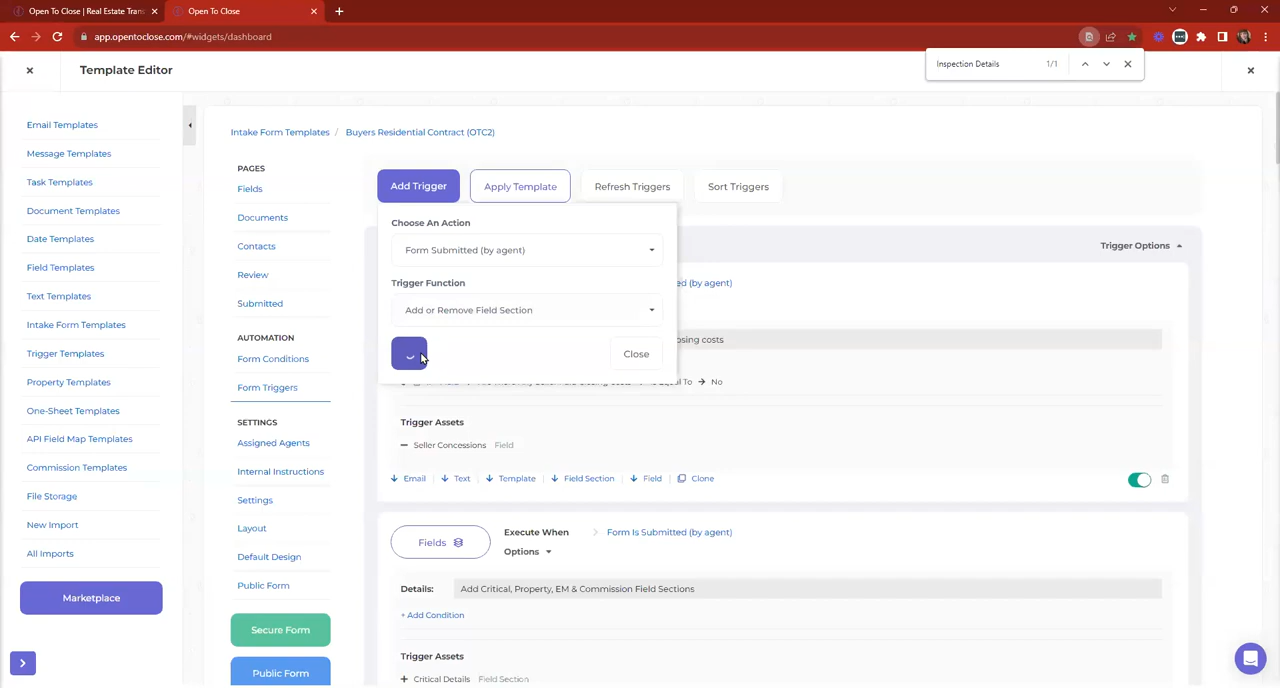 Open To Close | Real Estate Tran
Open To Close
app.opentoclose.com/#widgets/dashboard
Inspection Details 1/1
Template Editor
Email Templates
Message Templates
Task Templates
Document Templates
Date Templates
Field Templates
Text Templates
Intake Form Templates
Trigger Templates
Property Templates
One-Sheet Templates
API Field Map Templates
Commission Templates
File Storage
New Import
All Imports
Marketplace
Intake Form Templates / Buyers Residential Contract (OTC2)
PAGES
Fields
Documents
Contacts
Review
Submitted
AUTOMATION
Form Conditions
Form Triggers
SETTINGS
Assigned Agents
Internal Instructions
Settings
Layout
Default Design
Public Form
Secure Form
Public Form
Add Trigger Apply Template Refresh Triggers Sort Triggers
Choose An Action
Form Submitted (by agent)
Trigger Function
Add or Remove Field Section
Close
Trigger Options
ed (by agent)
osing costs
No
Trigger Assets
Seller Concessions Field
Email Text Template Field Section Field Clone
Fields
Execute When Form Is Submitted (by agent)
Options
Details: Add Critical, Property, EM & Commission Field Sections
+ Add Condition
Trigger Assets
Critical Details Field Section